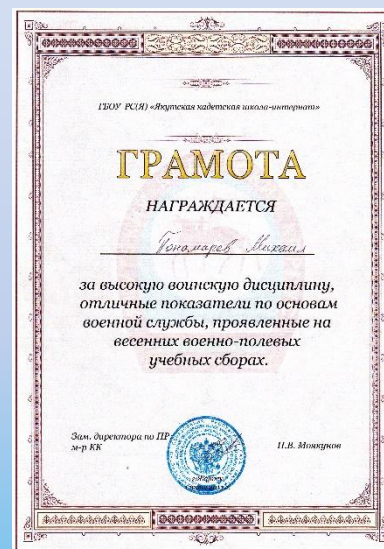 ГБОУ РС(Я) «Якутская кадетская школа-интернат»
ГРАМОТА
НАГРАЖДАЕТСЯ
Пономарев Михаил
за высокую воинскую дисциплину,
отличные показатели по основам
военной службы, проявленные на
весенних военно-полевых
учебных сборах.
Зам. директора по ПР
м-р КК